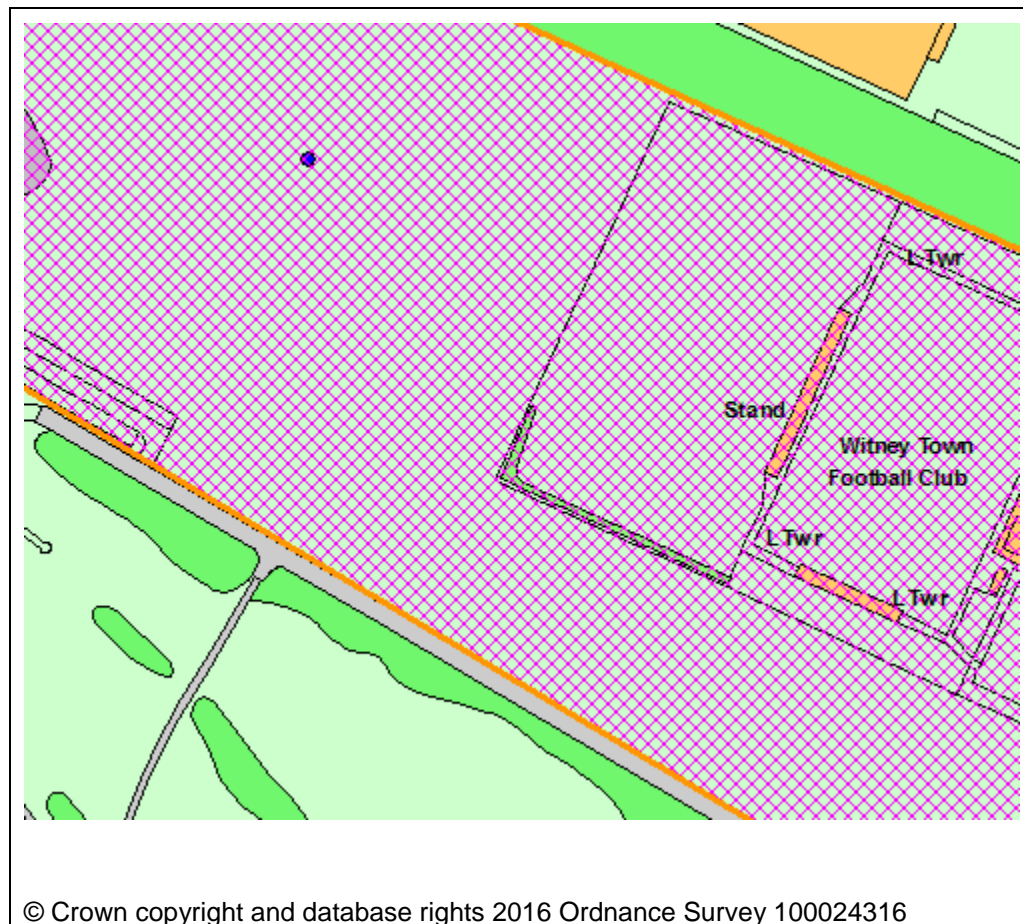 L Twr
Stand
Witney Town
Football Club
L Twr
L Twr
© Crown copyright and database rights 2016 Ordnance Survey 100024316